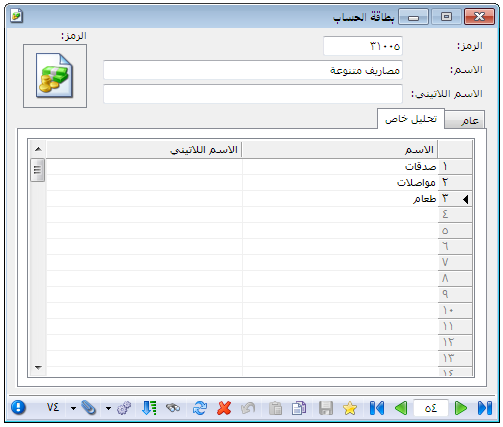 بطاقة الحساب
الرمز: ٣١٠٠٥
الرمز:
الاسم: مصاريف متنوعة
الاسم اللاتيني:
عام تحليل خاص
الاسم الاسم اللاتيني
١ صدقات
٢ مواصلات
٣ طعام
٤
٥
٦
٧
٨
٩
١٠
١١
١٢
١٣
١٤
٥٤ ٧٤